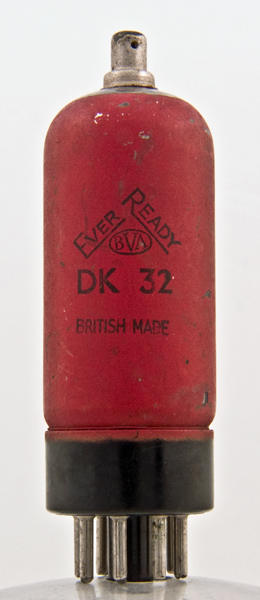 EVER READY
BVA
DK 32
BRITISH MADE